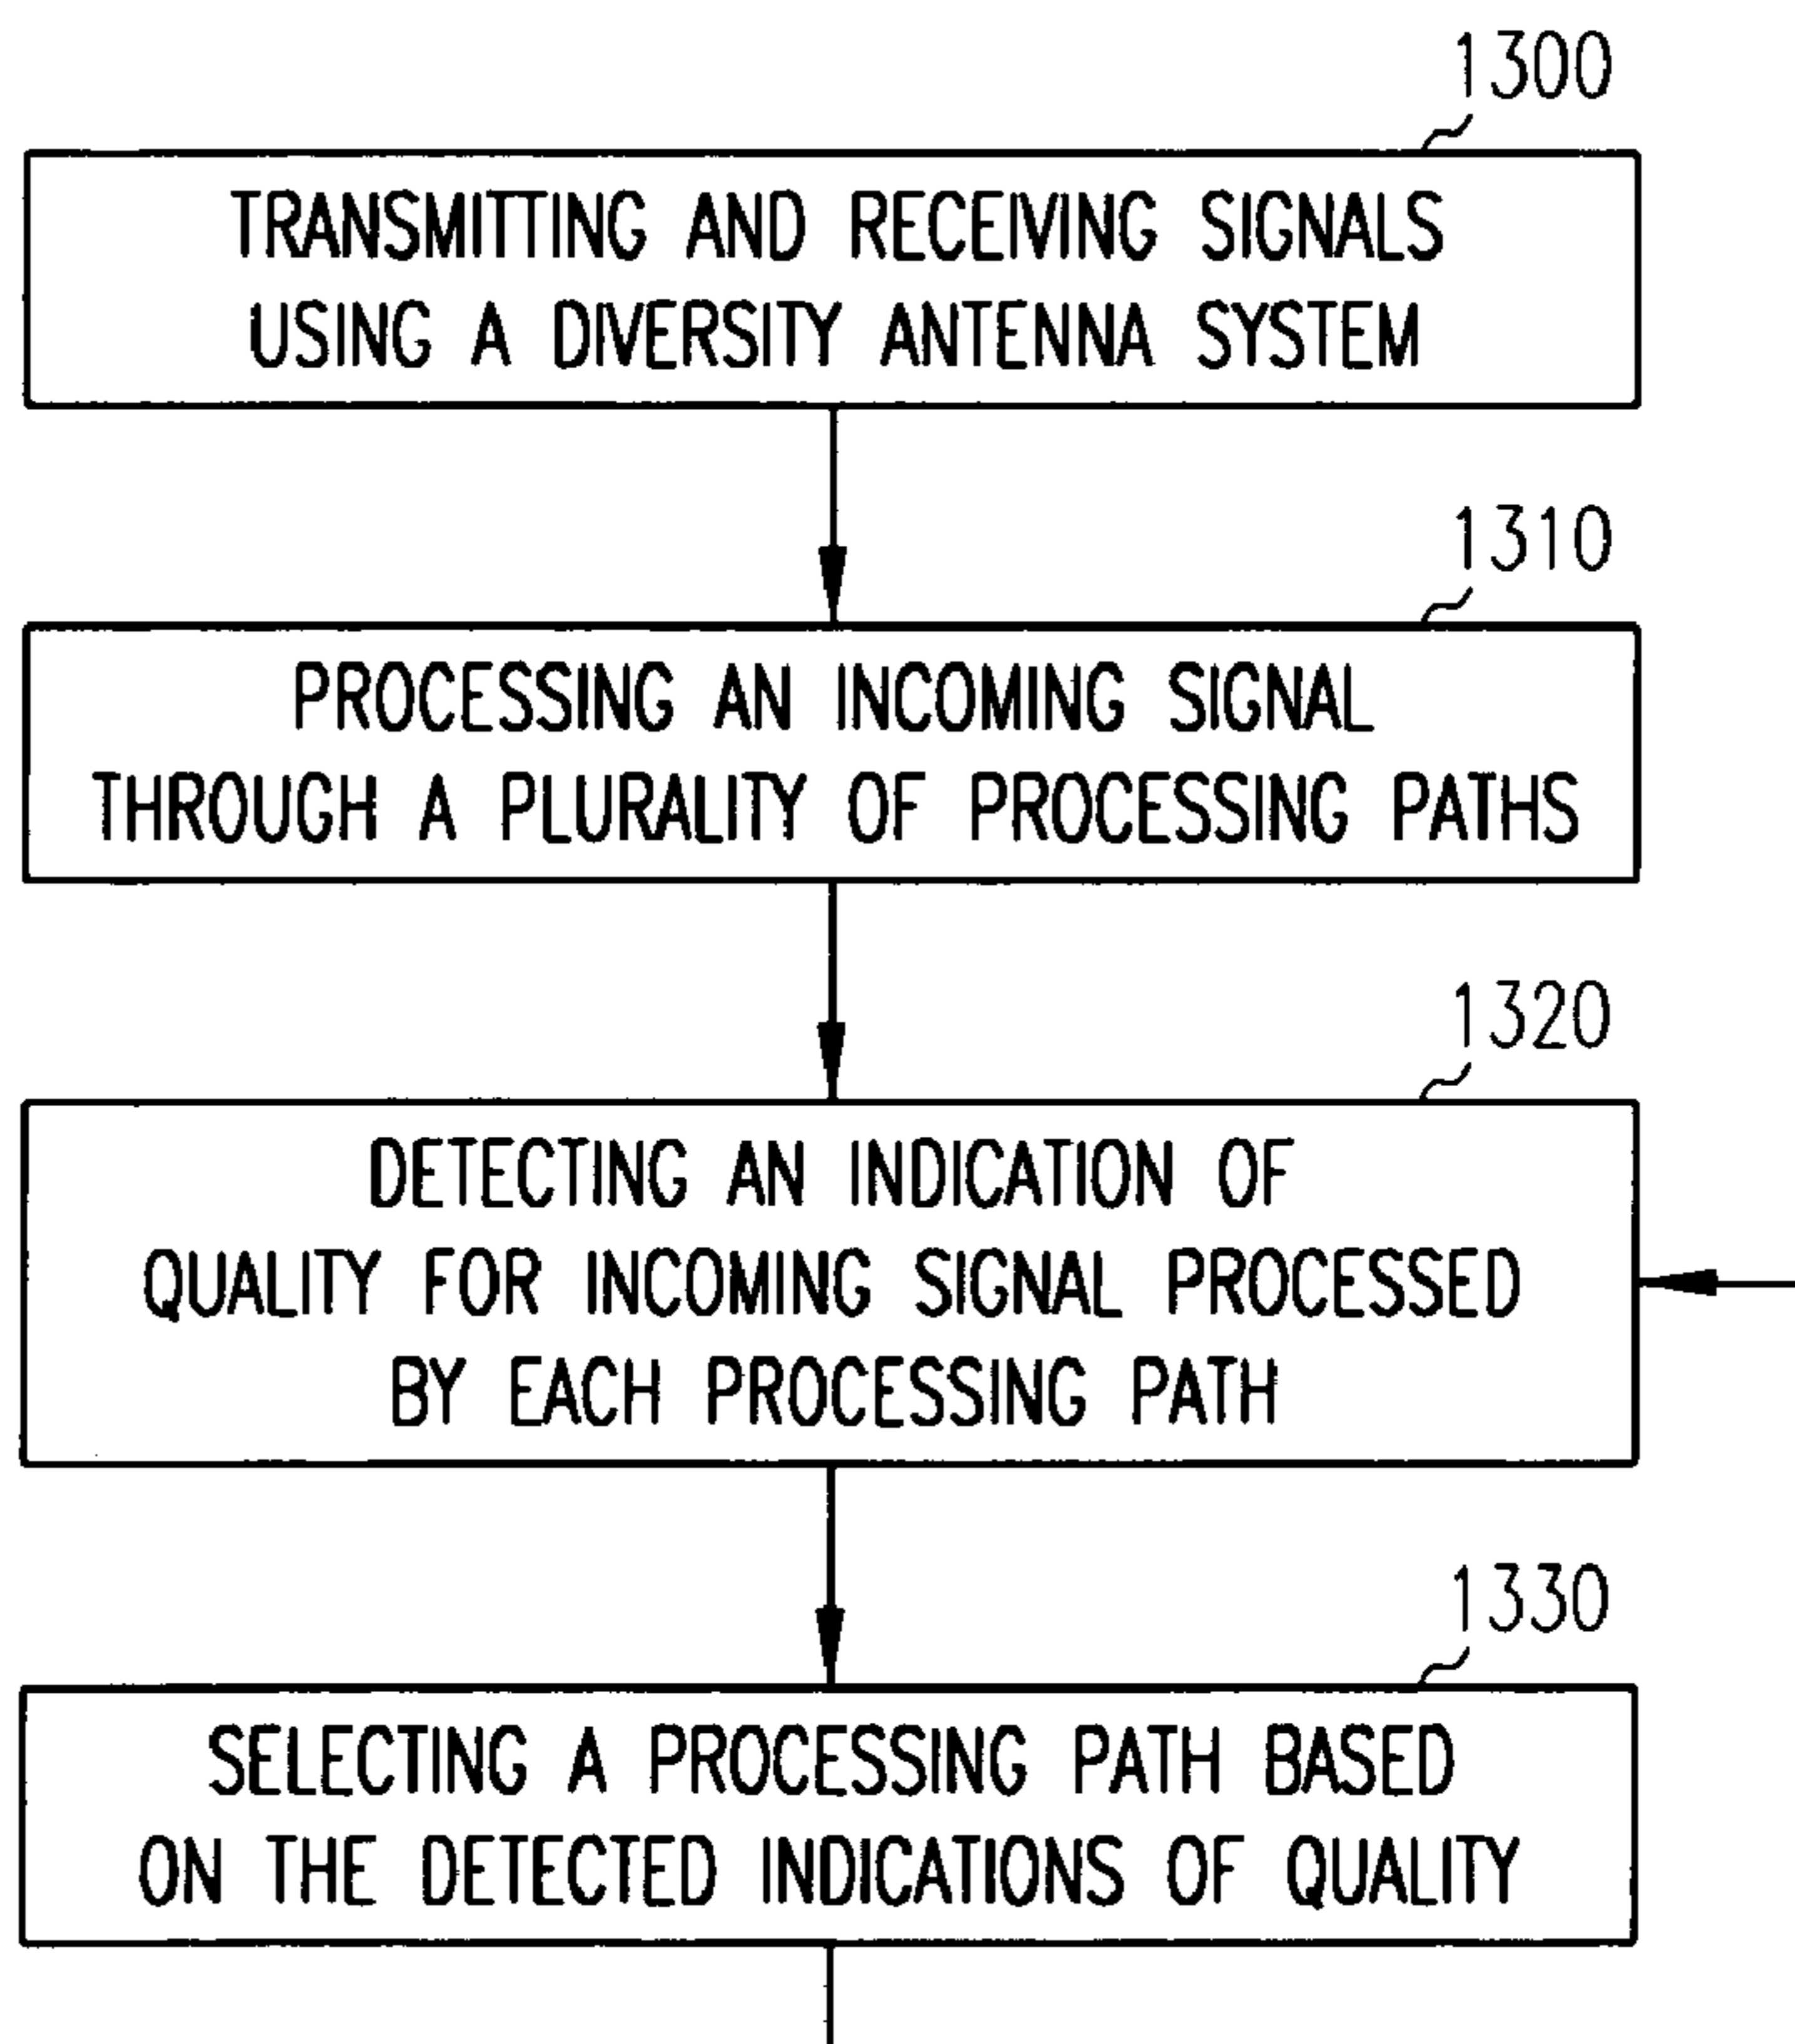 1300
TRANSMITTING AND RECEIVING SIGNALS
USING A DIVERSITY ANTENNA SYSTEM
1310
PROCESSING AN INCOMING SIGNAL
THROUGH A PLURALITY OF PROCESSING PATHS
1320
DETECTING AN INDICATION OF
QUALITY FOR INCOMING SIGNAL PROCESSED
BY EACH PROCESSING PATH
1330
SELECTING A PROCESSING PATH BASED
ON THE DETECTED INDICATIONS OF QUALITY